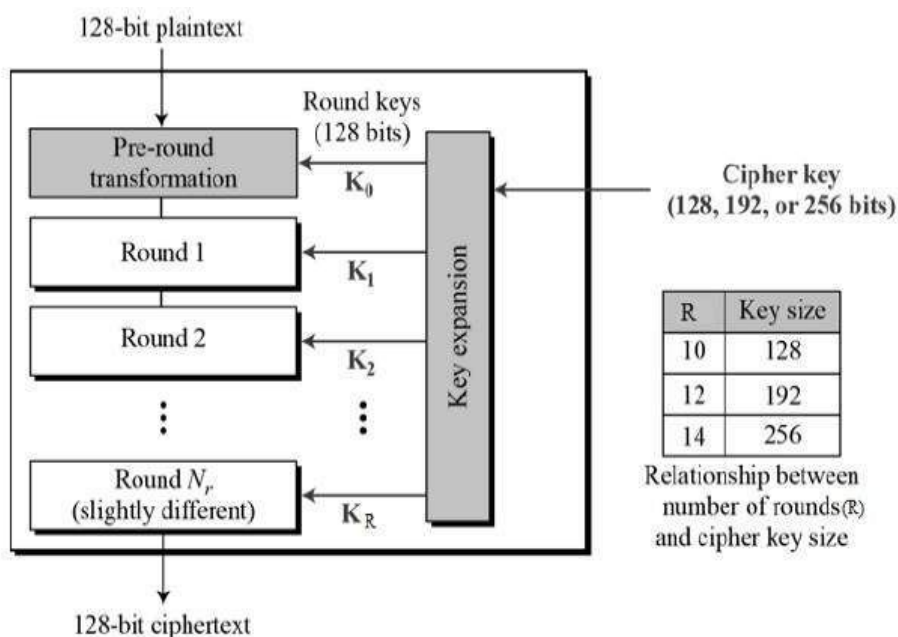 128-bit plaintext
Round keys
(128 bits)
Pre-round
transformation
K0
Cipher key
(128, 192, or 256 bits)
Round 1
K1
Round 2
K2
Key expansion
Round Nr
(slightly different)
KR
128-bit ciphertext
R Key size
10 128
12 192
14 256
Relationship between
number of rounds(R)
and cipher key size